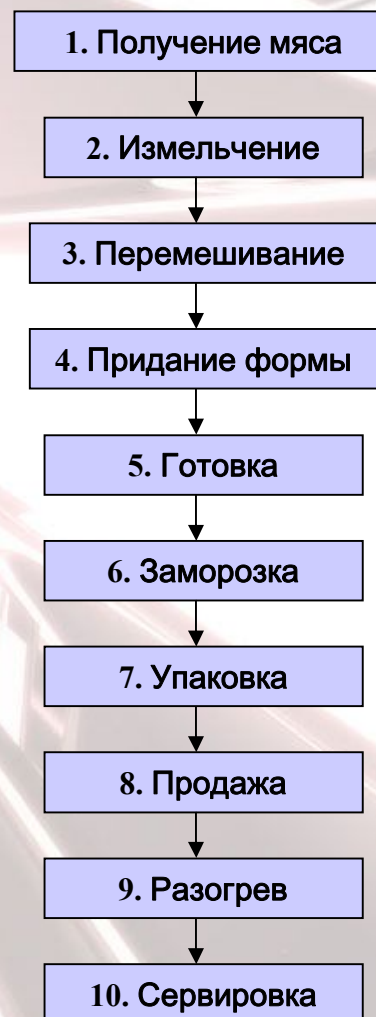 1. Получение мяса
2. Измельчение
3. Перемешивание
4. Придание формы
5. Готовка
6. Заморозка
7. Упаковка
8. Продажа
9. Разогрев
10. Сервировка